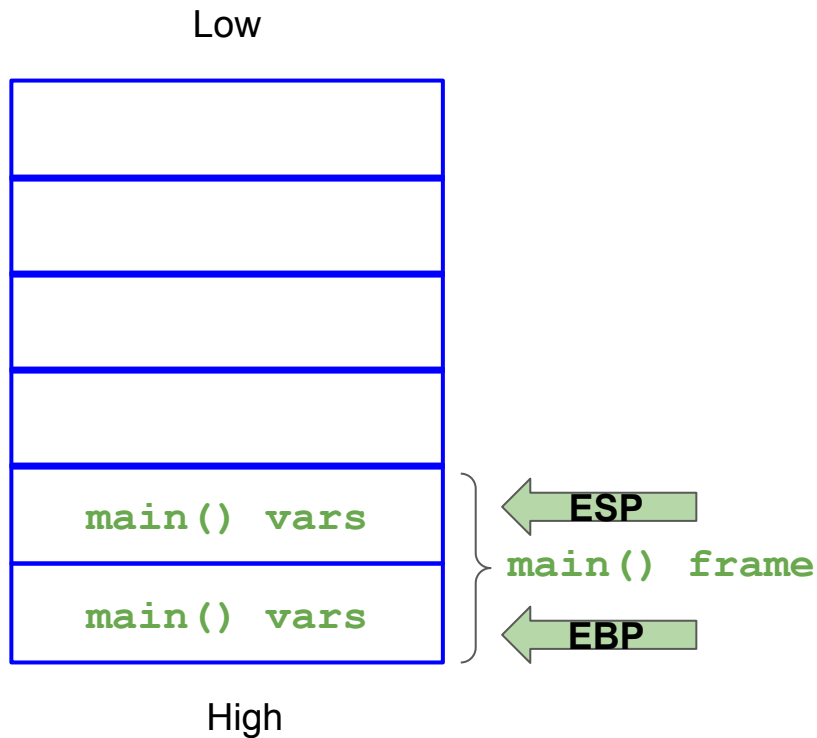 Low
main() vars
ESP
main() frame
main() vars
EBP
High